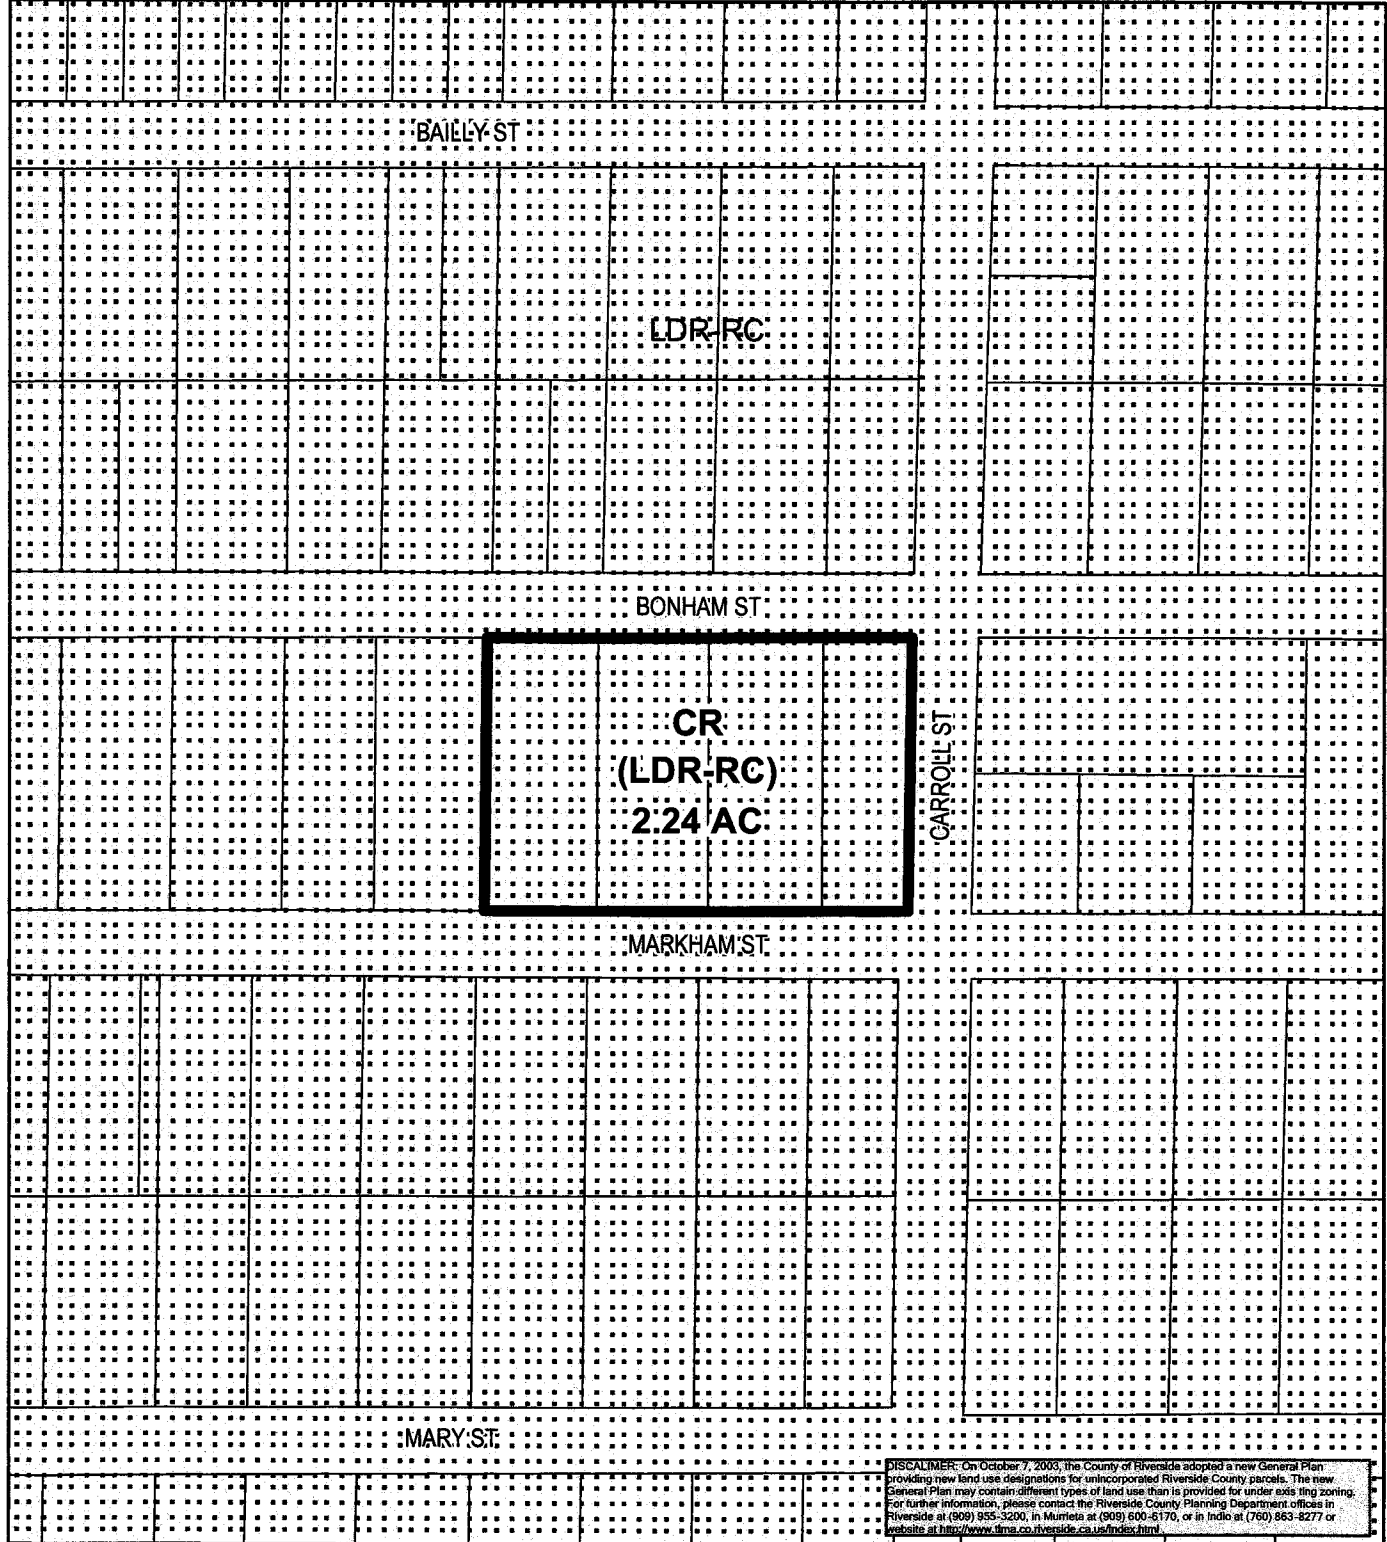 BAILLY ST
LDR-RC
BONHAM ST
CR
(LDR-RC)
2.24 AC
CARROLL ST
MARKHAM ST
MARY ST
DISCALIMER: On October 7, 2003, the County of Riverside adopted a new General Plan
providing new land use designations for unincorporated Riverside County parcels. The new
General Plan may contain different types of land use than is provided for under exis ting zoning.
For further information, please contact the Riverside County Planning Department offices in
Riverside at (909) 955-3200, in Murrieta at (909) 600-6170, or in Indio at (760) 863-8277 or
website at http://www.tlma.co.riverside.ca.us/index.html